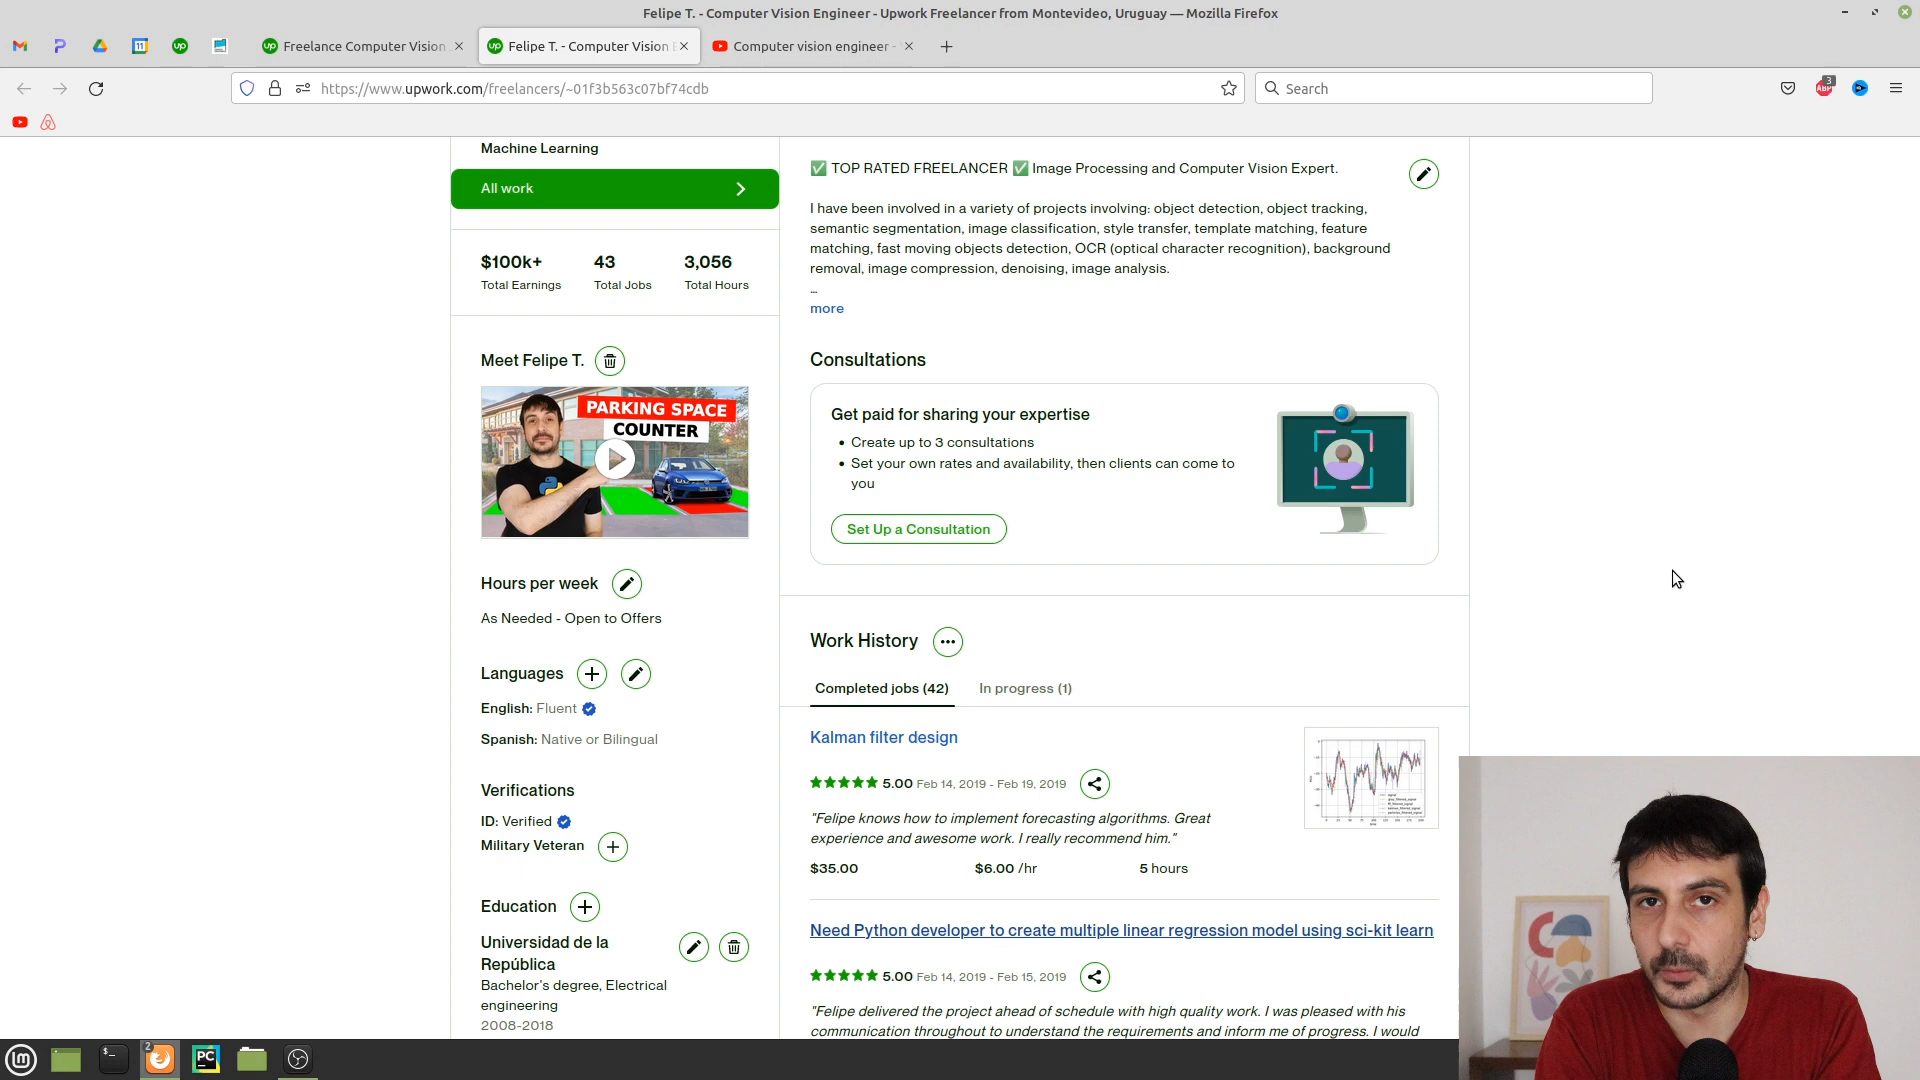 Felipe T. - Computer Vision Engineer - Upwork Freelancer from Montevideo, Uruguay — Mozilla Firefox
Freelance Computer Vision
Felipe T. - Computer Vision
Computer vision engineer -
https://www.upwork.com/freelancers/~01f3b563c07bf74cdb
Search
ABP
3
Machine Learning
All work
$100k+
43
3,056
Total Earnings
Total Jobs
Total Hours
Meet Felipe T.
PARKING SPACE
COUNTER
Hours per week
As Needed - Open to Offers
Languages
English: Fluent
Spanish: Native or Bilingual
Verifications
ID: Verified
Military Veteran
Education
Universidad de la
República
Bachelor's degree, Electrical
engineering
2008-2018
✅ TOP RATED FREELANCER ✅ Image Processing and Computer Vision Expert.
I have been involved in a variety of projects involving: object detection, object tracking,
semantic segmentation, image classification, style transfer, template matching, feature
matching, fast moving objects detection, OCR (optical character recognition), background
removal, image compression, denoising, image analysis.
…
more
Consultations
Get paid for sharing your expertise
• Create up to 3 consultations
• Set your own rates and availability, then clients can come to
you
Set Up a Consultation
Work History
Completed jobs (42)
In progress (1)
Kalman filter design
5.00 Feb 14, 2019 - Feb 19, 2019
"Felipe knows how to implement forecasting algorithms. Great
experience and awesome work. I really recommend him."
$35.00
$6.00 /hr
5 hours
Need Python developer to create multiple linear regression model using sci-kit learn
5.00 Feb 14, 2019 - Feb 15, 2019
"Felipe delivered the project ahead of schedule with high quality work. I was pleased with his
communication throughout to understand the requirements and inform me of progress. I would
2
PC